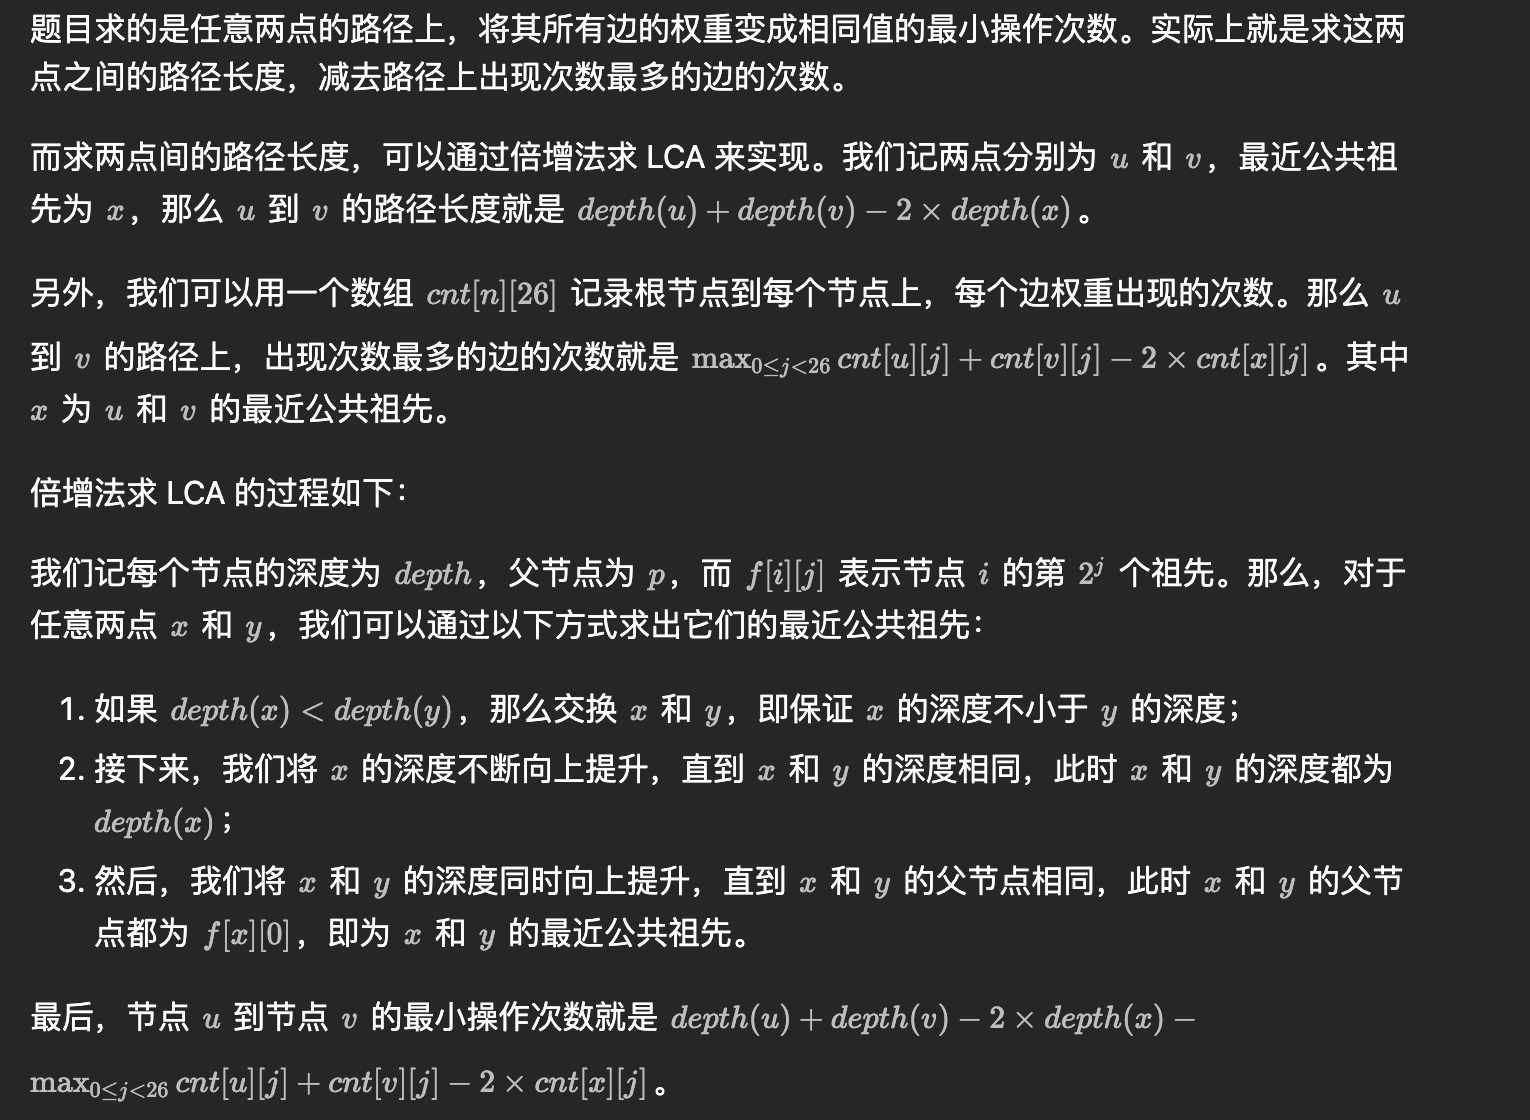 题目求的是任意两点的路径上，将其所有边的权重变成相同值的最小操作次数。实际上就是求这两
点之间的路径长度，减去路径上出现次数最多的边的次数。
而求两点间的路径长度，可以通过倍增法求 LCA 来实现。我们记两点分别为 u 和 v，最近公共祖
先为 x，那么 u 到 v 的路径长度就是 depth(u) + depth(v) − 2 × depth(x)。
另外，我们可以用一个数组 cnt[n][26] 记录根节点到每个节点上，每个边权重出现的次数。那么 u
到 v 的路径上，出现次数最多的边的次数就是 max₀≤j<26 cnt[u][j] + cnt[v][j] − 2 × cnt[x][j]。其中
x 为 u 和 v 的最近公共祖先。
倍增法求 LCA 的过程如下：
我们记每个节点的深度为 depth，父节点为 p，而 f[i][j] 表示节点 i 的第 2^j 个祖先。那么，对于
任意两点 x 和 y，我们可以通过以下方式求出它们的最近公共祖先：
1. 如果 depth(x) < depth(y)，那么交换 x 和 y，即保证 x 的深度不小于 y 的深度；
2. 接下来，我们将 x 的深度不断向上提升，直到 x 和 y 的深度相同，此时 x 和 y 的深度都为
depth(x)；
3. 然后，我们将 x 和 y 的深度同时向上提升，直到 x 和 y 的父节点相同，此时 x 和 y 的父节
点都为 f[x][0]，即为 x 和 y 的最近公共祖先。
最后，节点 u 到节点 v 的最小操作次数就是 depth(u) + depth(v) − 2 × depth(x) −
max₀≤j<26 cnt[u][j] + cnt[v][j] − 2 × cnt[x][j]。